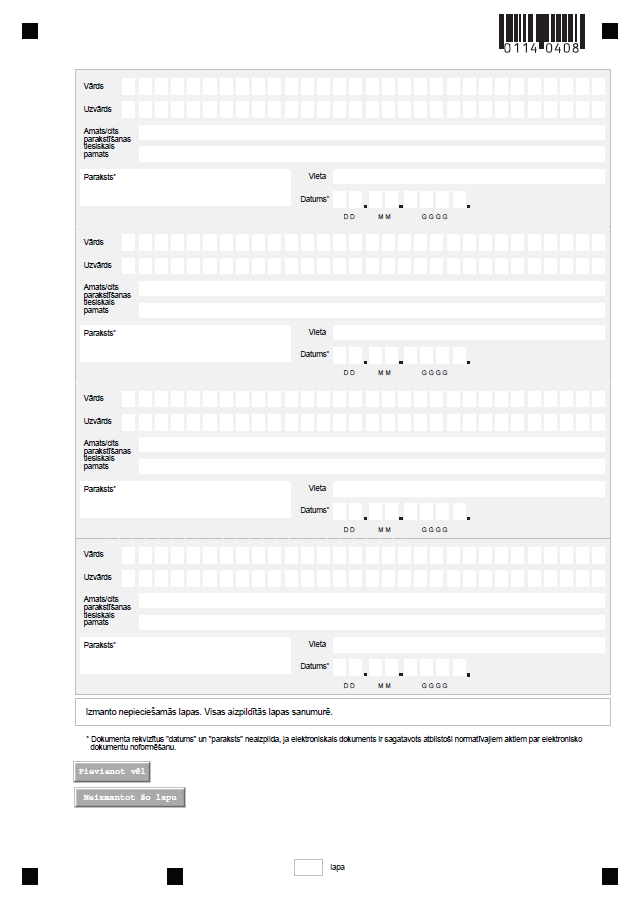 0114 0408
Vārds
Uzvārds
Amats/cits
parakstīšanas
tiesiskais
pamats
Paraksts*
Vieta
Datums*
DD MM GGGG
Vārds
Uzvārds
Amats/cits
parakstīšanas
tiesiskais
pamats
Paraksts*
Vieta
Datums*
DD MM GGGG
Vārds
Uzvārds
Amats/cits
parakstīšanas
tiesiskais
pamats
Paraksts*
Vieta
Datums*
DD MM GGGG
Vārds
Uzvārds
Amats/cits
parakstīšanas
tiesiskais
pamats
Paraksts*
Vieta
Datums*
DD MM GGGG
Izmanto nepieciešamās lapas. Visas aizpildītās lapas sanumurē.
* Dokumenta rekvizītus "datums" un "paraksts" neaizpilda, ja elektroniskais dokuments ir sagatavots atbilstoši normatīvajiem aktiem par elektronisko
dokumentu noformēšanu.
Pievienot vēl
Neizmantot šo lapu
lapa